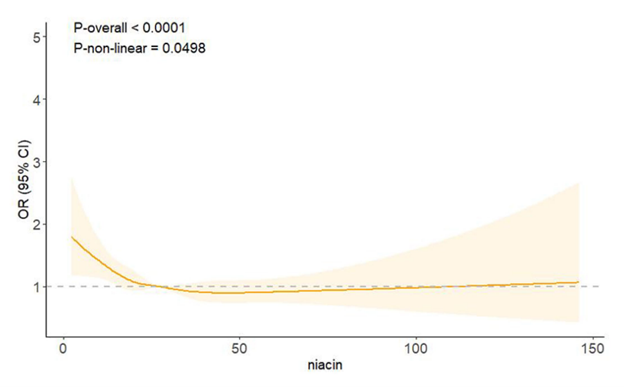 P-overall < 0.0001
P-non-linear = 0.0498
5
4
3
2
1
OR (95% CI)
0
50
100
150
niacin